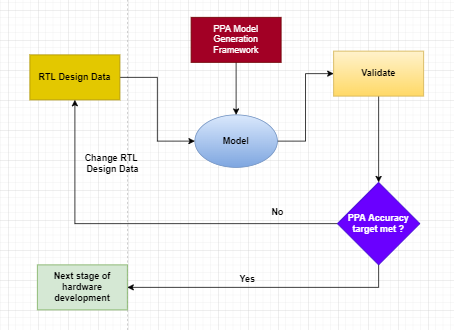 PPA Model
Generation
Framework
RTL Design Data
Validate
Model
Change RTL
Design Data
No
PPA Accuracy
target met ?
Next stage of
hardware
development
Yes